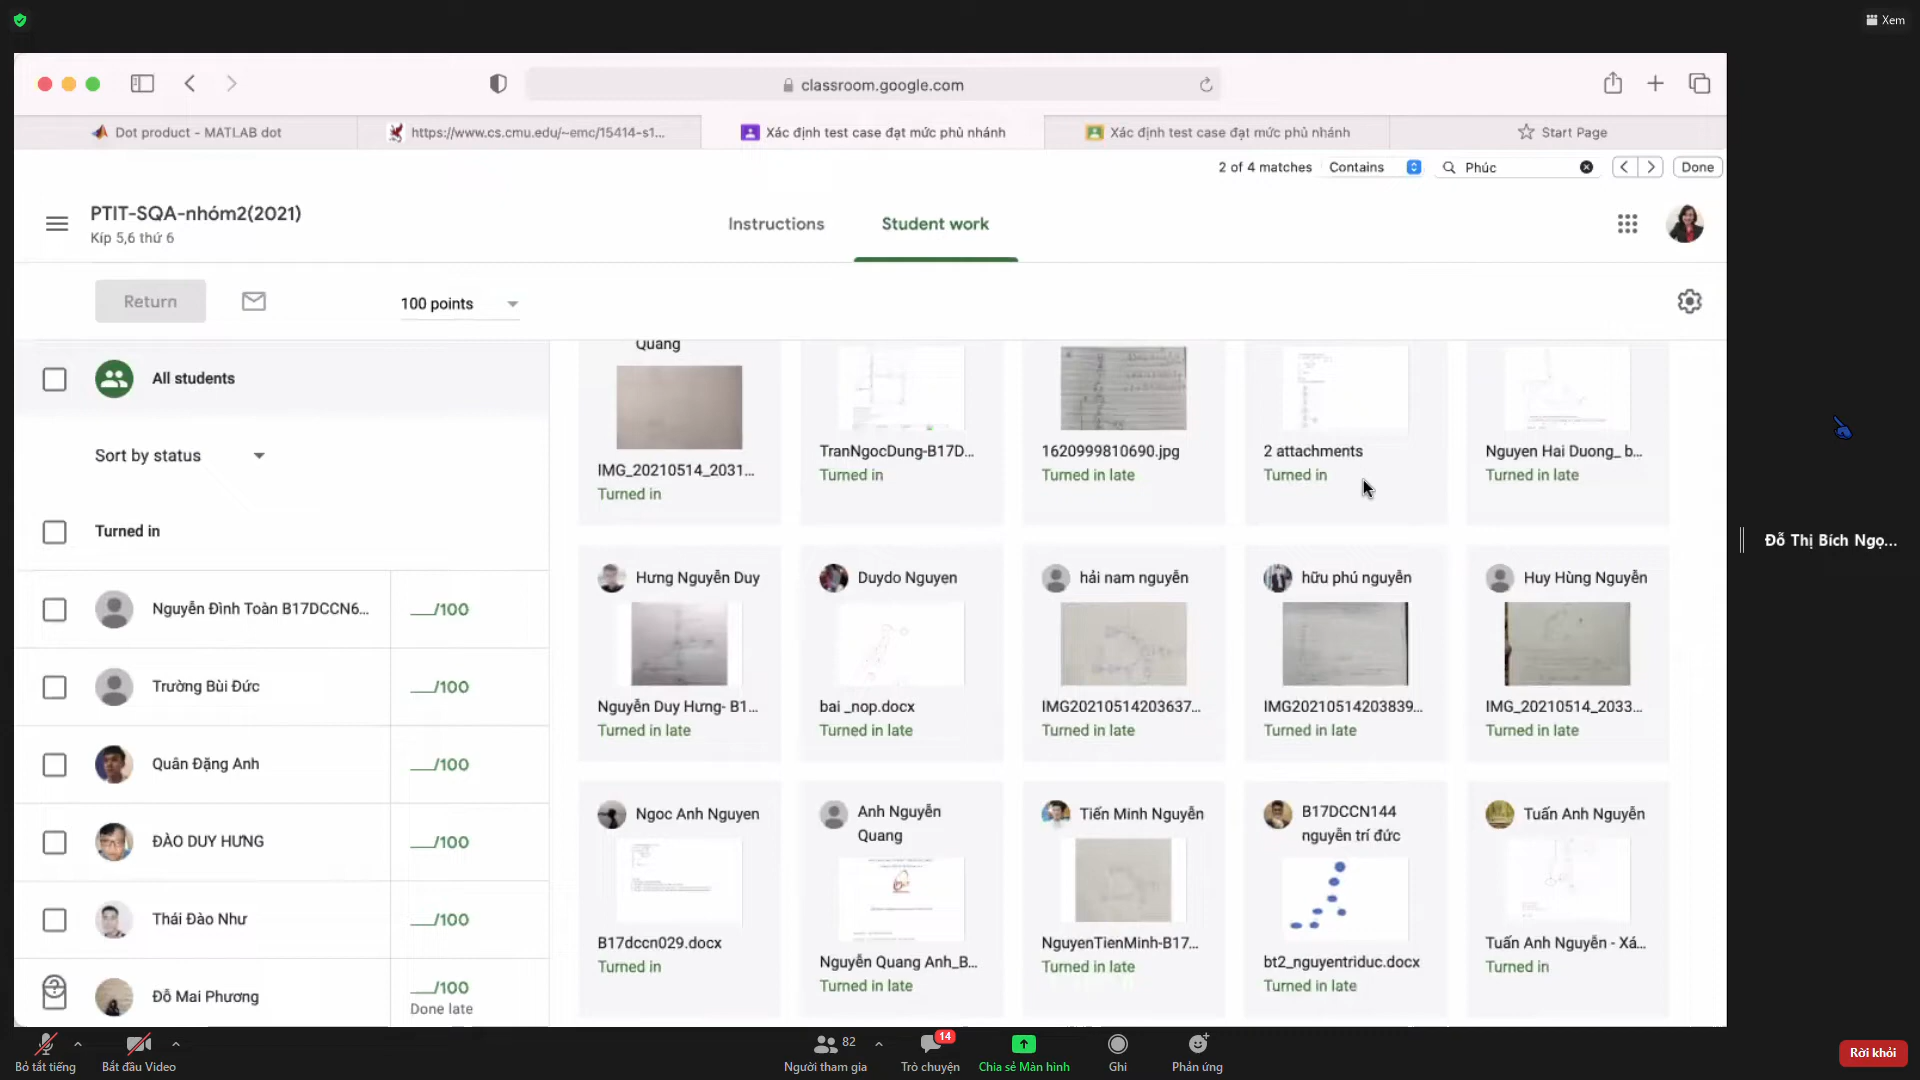 Xem
classroom.google.com
Dot product - MATLAB dot
https://www.cs.cmu.edu/~emc/15414-s1...
Xác định test case đạt mức phủ nhánh
Xác định test case đạt mức phủ nhánh
Start Page
2 of 4 matches
Contains
Phúc
Done
PTIT-SQA-nhóm2(2021)
Kíp 5,6 thứ 6
Instructions
Student work
Return
100 points
All students
Sort by status
Turned in
Nguyễn Đình Toàn B17DCCN6...
__/100
Trường Bùi Đức
__/100
Quân Đặng Anh
__/100
ĐÀO DUY HƯNG
__/100
Thái Đào Như
__/100
Đỗ Mai Phương
__/100
Done late
Quang
IMG_20210514_2031...
Turned in
TranNgocDung-B17D...
Turned in
1620999810690.jpg
Turned in late
2 attachments
Turned in
Nguyen Hai Duong_ b...
Turned in late
Hưng Nguyễn Duy
Nguyễn Duy Hưng- B1...
Turned in late
Duydo Nguyen
bai _nop.docx
Turned in late
hải nam nguyễn
IMG20210514203637...
Turned in late
hữu phú nguyễn
IMG20210514203839...
Turned in late
Huy Hùng Nguyễn
IMG_20210514_2033...
Turned in late
Ngoc Anh Nguyen
B17dccn029.docx
Turned in
Anh Nguyễn
Quang
Nguyễn Quang Anh_B...
Turned in late
Tiến Minh Nguyễn
NguyenTienMinh-B17...
Turned in late
B17DCCN144
nguyễn trí đức
bt2_nguyentriduc.docx
Turned in late
Tuấn Anh Nguyễn
Tuấn Anh Nguyễn - Xá...
Turned in
Đỗ Thị Bích Ngọ...
Bỏ tắt tiếng
Bắt đầu Video
82
Người tham gia
14
Trò chuyện
Chia sẻ Màn hình
Ghi
Phản ứng
Rời khỏi